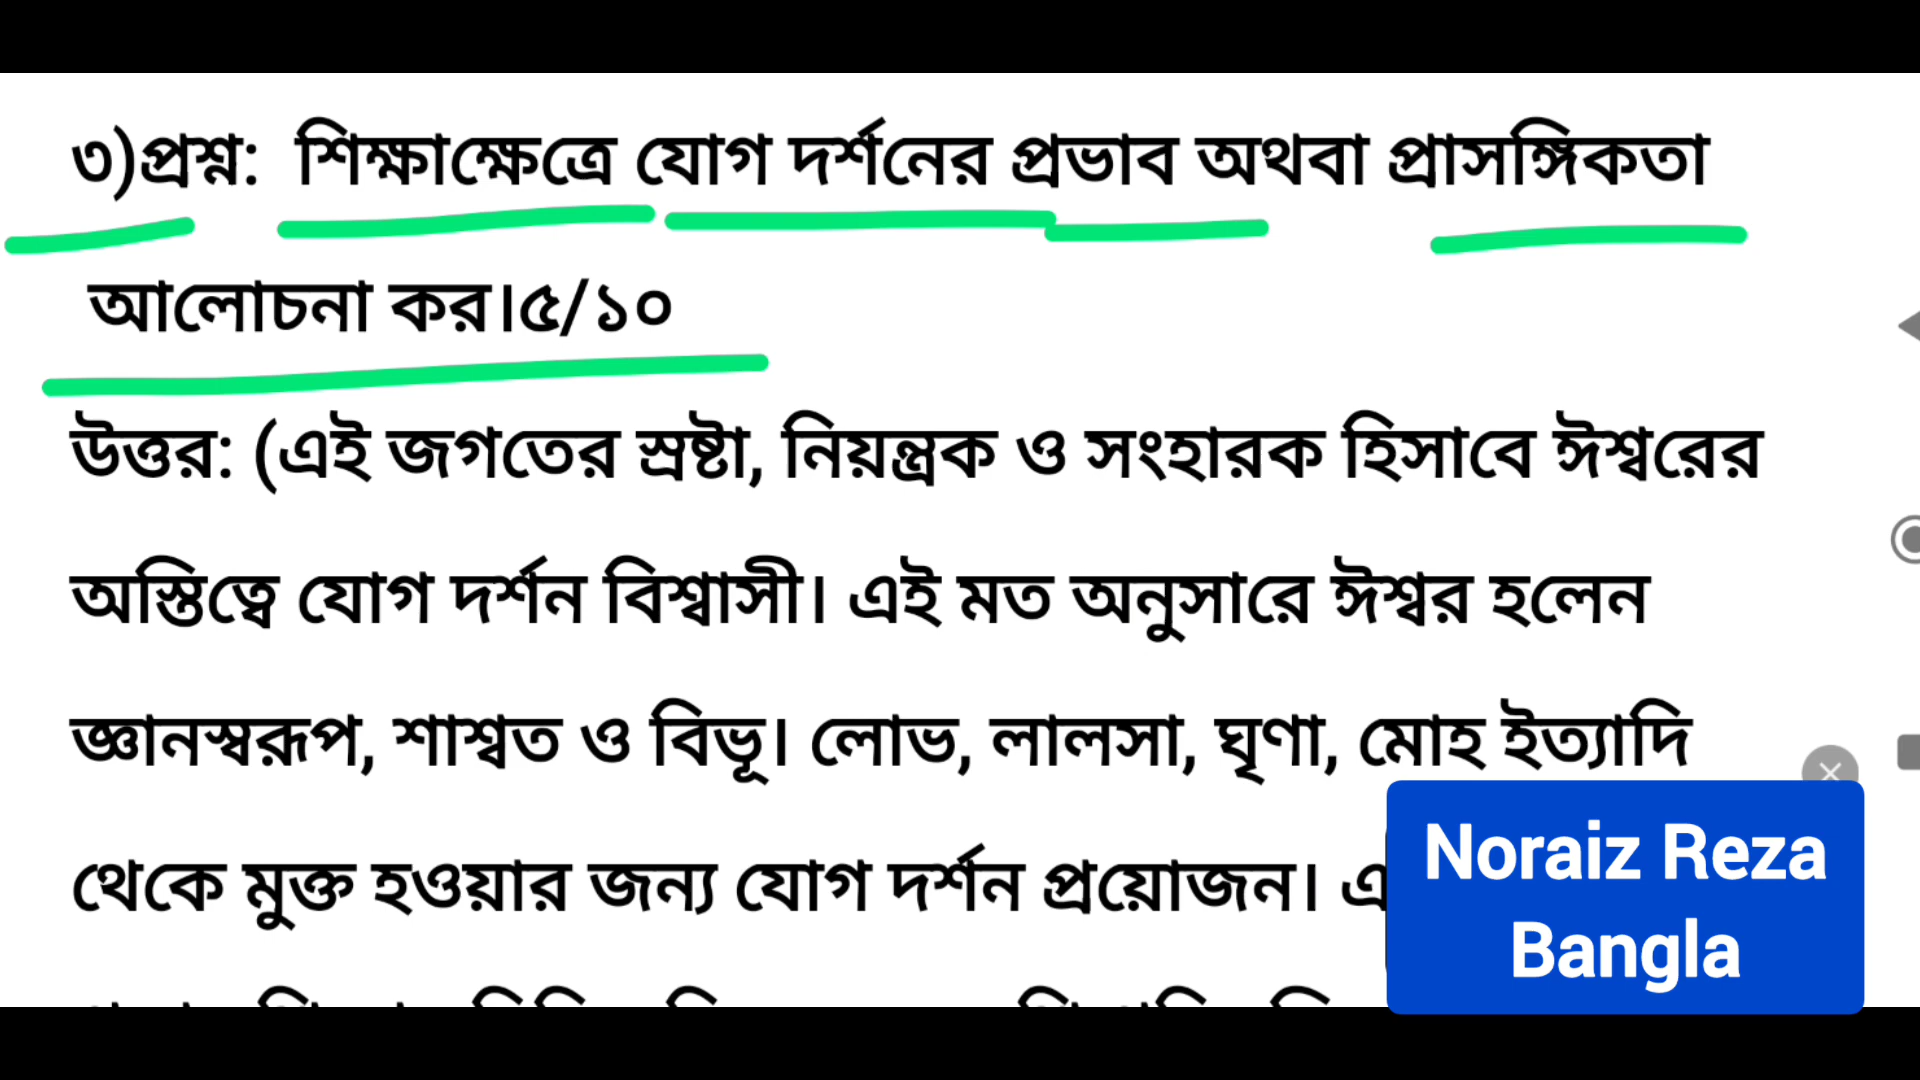 ৩)প্রশ্ন: শিক্ষাক্ষেত্রে যোগ দর্শনের প্রভাব অথবা প্রাসঙ্গিকতা
আলোচনা কর।৫/১০
উত্তর: (এই জগতের স্রষ্টা, নিয়ন্ত্রক ও সংহারক হিসাবে ঈশ্বরের
অস্তিত্বে যোগ দর্শন বিশ্বাসী। এই মত অনুসারে ঈশ্বর হলেন
জ্ঞানস্বরূপ, শাশ্বত ও বিভূ। লোভ, লালসা, ঘৃণা, মোহ ইত্যাদি
থেকে মুক্ত হওয়ার জন্য যোগ দর্শন প্রয়োজন।
Noraiz Reza
Bangla